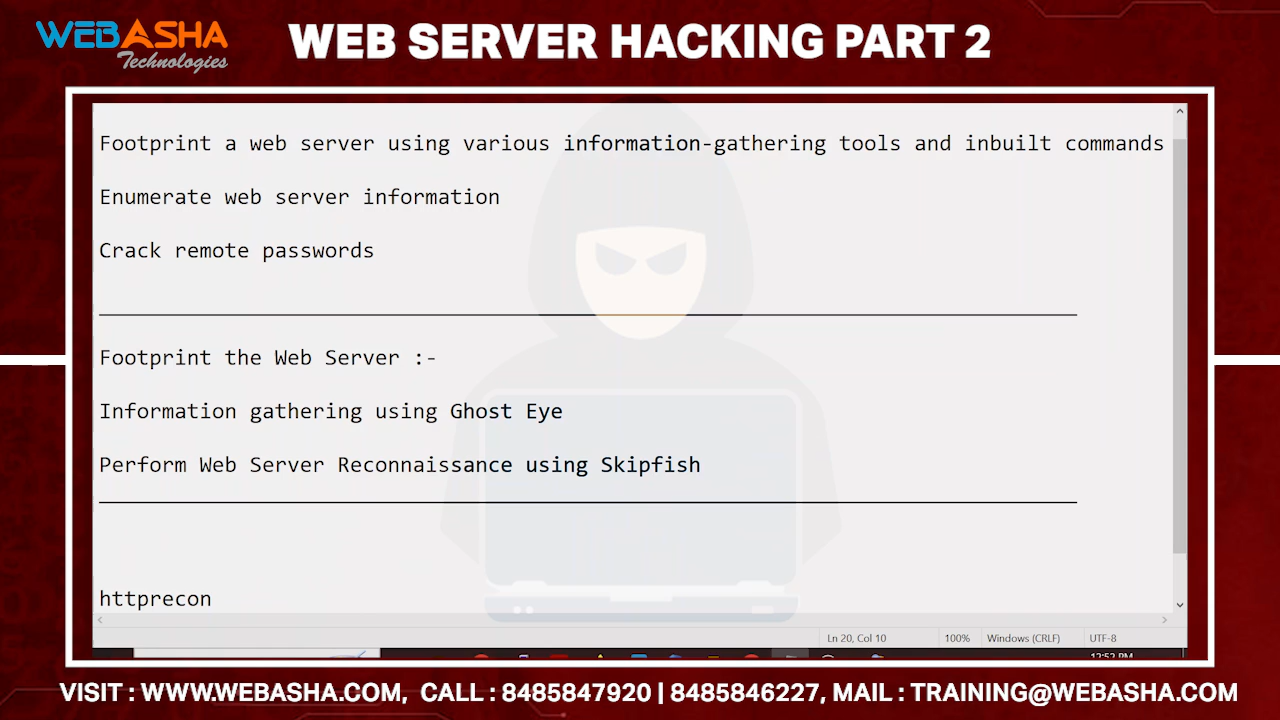 WEBASHA
Technologies
WEB SERVER HACKING PART 2
Footprint a web server using various information-gathering tools and inbuilt commands
Enumerate web server information
Crack remote passwords
Footprint the Web Server :-
Information gathering using Ghost Eye
Perform Web Server Reconnaissance using Skipfish
httprecon
Ln 20, Col 10 100% Windows (CRLF) UTF-8
12:52 PM
VISIT : WWW.WEBASHA.COM, CALL : 8485847920 | 8485846227, MAIL : TRAINING@WEBASHA.COM